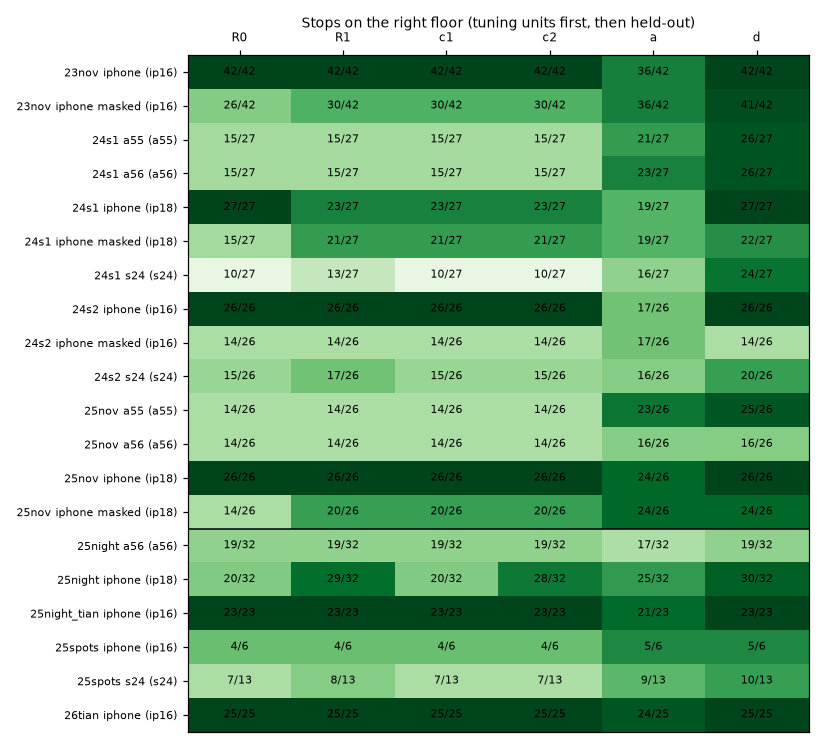 Stops on the right floor (tuning units first, then held-out)
R0 R1 c1 c2 a d
23nov iphone (ip16) 42/42 42/42 42/42 42/42 36/42 42/42
23nov iphone masked (ip16) 26/42 30/42 30/42 30/42 36/42 41/42
24s1 a55 (a55) 15/27 15/27 15/27 15/27 21/27 26/27
24s1 a56 (a56) 15/27 15/27 15/27 15/27 23/27 26/27
24s1 iphone (ip18) 27/27 23/27 23/27 23/27 19/27 27/27
24s1 iphone masked (ip18) 15/27 21/27 21/27 21/27 19/27 22/27
24s1 s24 (s24) 10/27 13/27 10/27 10/27 16/27 24/27
24s2 iphone (ip16) 26/26 26/26 26/26 26/26 17/26 26/26
24s2 iphone masked (ip16) 14/26 14/26 14/26 14/26 17/26 14/26
24s2 s24 (s24) 15/26 17/26 15/26 15/26 16/26 20/26
25nov a55 (a55) 14/26 14/26 14/26 14/26 23/26 25/26
25nov a56 (a56) 14/26 14/26 14/26 14/26 16/26 16/26
25nov iphone (ip18) 26/26 26/26 26/26 26/26 24/26 26/26
25nov iphone masked (ip18) 14/26 20/26 20/26 20/26 24/26 24/26
25night a56 (a56) 19/32 19/32 19/32 19/32 17/32 19/32
25night iphone (ip18) 20/32 29/32 20/32 28/32 25/32 30/32
25night_tian iphone (ip16) 23/23 23/23 23/23 23/23 21/23 23/23
25spots iphone (ip16) 4/6 4/6 4/6 4/6 5/6 5/6
25spots s24 (s24) 7/13 8/13 7/13 7/13 9/13 10/13
26tian iphone (ip16) 25/25 25/25 25/25 25/25 24/25 25/25